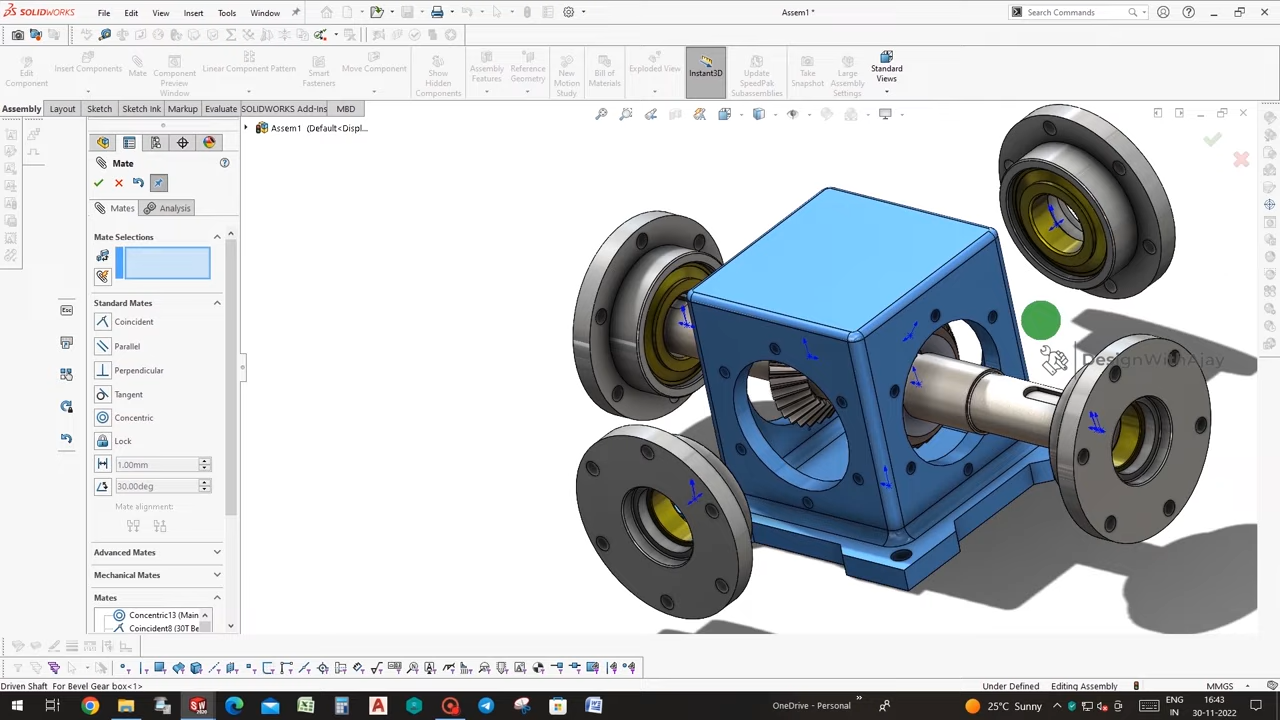 SOLIDWORKS File Edit View Insert Tools Window Assem1 * Search Commands
Edit Component Insert Components Mate Component Preview Window Linear Component Pattern Smart Fasteners Move Component Show Hidden Components Assembly Features Reference Geometry New Motion Study Bill of Materials Exploded View Instant3D Update SpeedPak Subassemblies Take Snapshot Large Assembly Settings Standard Views
Assembly Layout Sketch Sketch Ink Markup Evaluate SOLIDWORKS Add-Ins MBD
Assem1 (Default<Displ...
Mate
Mates Analysis
Mate Selections
Standard Mates
Coincident
Parallel
Perpendicular
Tangent
Concentric
Lock
1.00mm
30.00deg
Mate alignment:
Advanced Mates
Mechanical Mates
Mates
Concentric13 (Main
Coincident8 (30T Be
Esc
DesignWithAjay
Driven Shaft For Bevel Gear box<1> Under Defined Editing Assembly MMGS
OneDrive - Personal » 25°C Sunny ENG 16:43
IN 30-11-2022